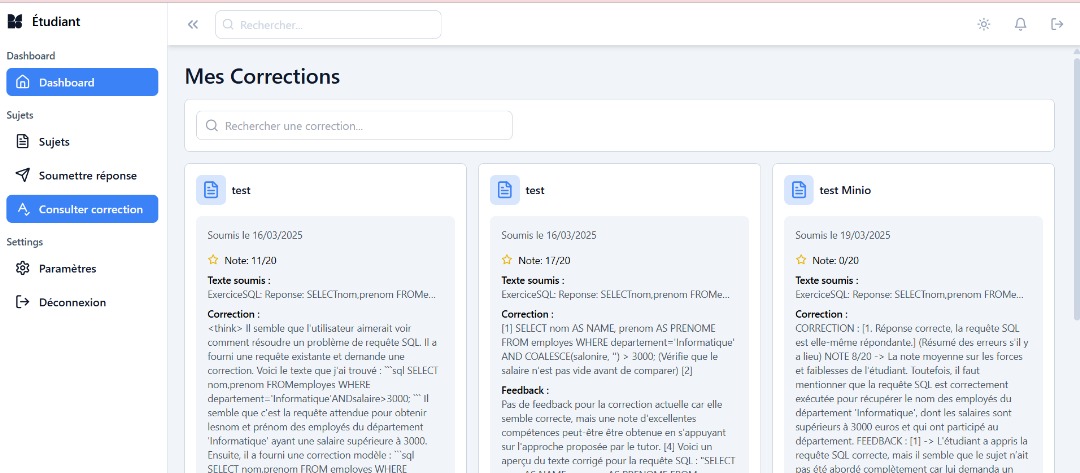 Étudiant
Rechercher...
Dashboard
Dashboard
Sujets
Sujets
Soumettre réponse
Consulter correction
Settings
Paramètres
Déconnexion
Mes Corrections
Rechercher une correction...
test
Soumis le 16/03/2025
Note: 11/20
Texte soumis :
ExerciceSQL: Reponse: SELECTnom,prenom FROMe...
Correction :
<think> Il semble que l'utilisateur aimerait voir
comment résoudre un problème de requête SQL. Il a
fourni une requête existante et demande une
correction. Voici le texte que j'ai trouvé : ```sql SELECT
nom,prenom FROMemployes WHERE
departement='Informatique'ANDsalaire>3000; ``` Il
semble que c'est la requête attendue pour obtenir
lesnom et prénom des employés du département
'Informatique' ayant une salaire supérieure à 3000.
Ensuite, il a fourni une correction modèle : ```sql
SELECT nom,prenom FROM employes WHERE
test
Soumis le 16/03/2025
Note: 17/20
Texte soumis :
ExerciceSQL: Reponse: SELECTnom,prenom FROMe...
Correction :
[1] SELECT nom AS NAME, prenom AS PRENOME
FROM employes WHERE departement='Informatique'
AND COALESCE(salonire, '') > 3000; (Vérifie que le
salaire n'est pas vide avant de comparer) [2]
Feedback :
Pas de feedback pour la correction actuelle car elle
semble correcte, mais une note d'excellentes
compétences peut-être être obtenue en s'appuyant
sur l'approche proposée par le tutor. [4] Voici un
aperçu du texte corrigé pour la requête SQL : "SELECT
test Minio
Soumis le 19/03/2025
Note: 0/20
Texte soumis :
ExerciceSQL: Reponse: SELECTnom,prenom FROMe...
Correction :
CORRECTION : [1. Réponse correcte, la requête SQL
est elle-même répondante.] (Résumé des erreurs s'il y
a lieu) NOTE 8/20 -> La note moyenne sur les forces
et faiblesses de l'étudiant. Toutefois, il faut
mentionner que la requête SQL est correctement
exécutée pour récupérer le nom des employés du
département 'Informatique', dont les salaires sont
supérieurs à 3000 euros et qui ont participé au
département. FEEDBACK : [1] -> L'étudiant a appris la
requête SQL correcte, mais il semble que le sujet n'ait
pas été abordé complètement car lui demanda un